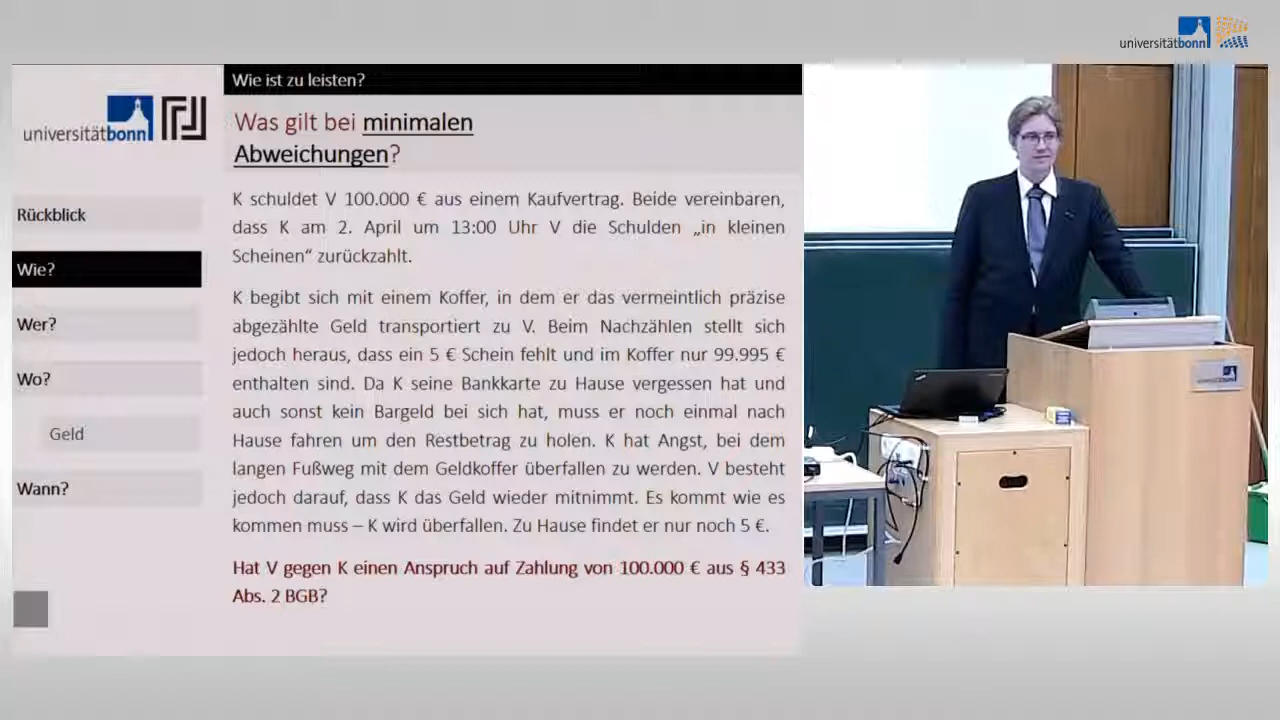 universitätbonn
Wie ist zu leisten?
universitätbonn
Was gilt bei minimalen
Abweichungen?
Rückblick
Wie?
Wer?
Wo?
Geld
Wann?
K schuldet V 100.000 € aus einem Kaufvertrag. Beide vereinbaren,
dass K am 2. April um 13:00 Uhr V die Schulden „in kleinen
Scheinen“ zurückzahlt.
K begibt sich mit einem Koffer, in dem er das vermeintlich präzise
abgezählte Geld transportiert zu V. Beim Nachzählen stellt sich
jedoch heraus, dass ein 5 € Schein fehlt und im Koffer nur 99.995 €
enthalten sind. Da K seine Bankkarte zu Hause vergessen hat und
auch sonst kein Bargeld bei sich hat, muss er noch einmal nach
Hause fahren um den Restbetrag zu holen. K hat Angst, bei dem
langen Fußweg mit dem Geldkoffer überfallen zu werden. V besteht
jedoch darauf, dass K das Geld wieder mitnimmt. Es kommt wie es
kommen muss – K wird überfallen. Zu Hause findet er nur noch 5 €.
Hat V gegen K einen Anspruch auf Zahlung von 100.000 € aus § 433
Abs. 2 BGB?